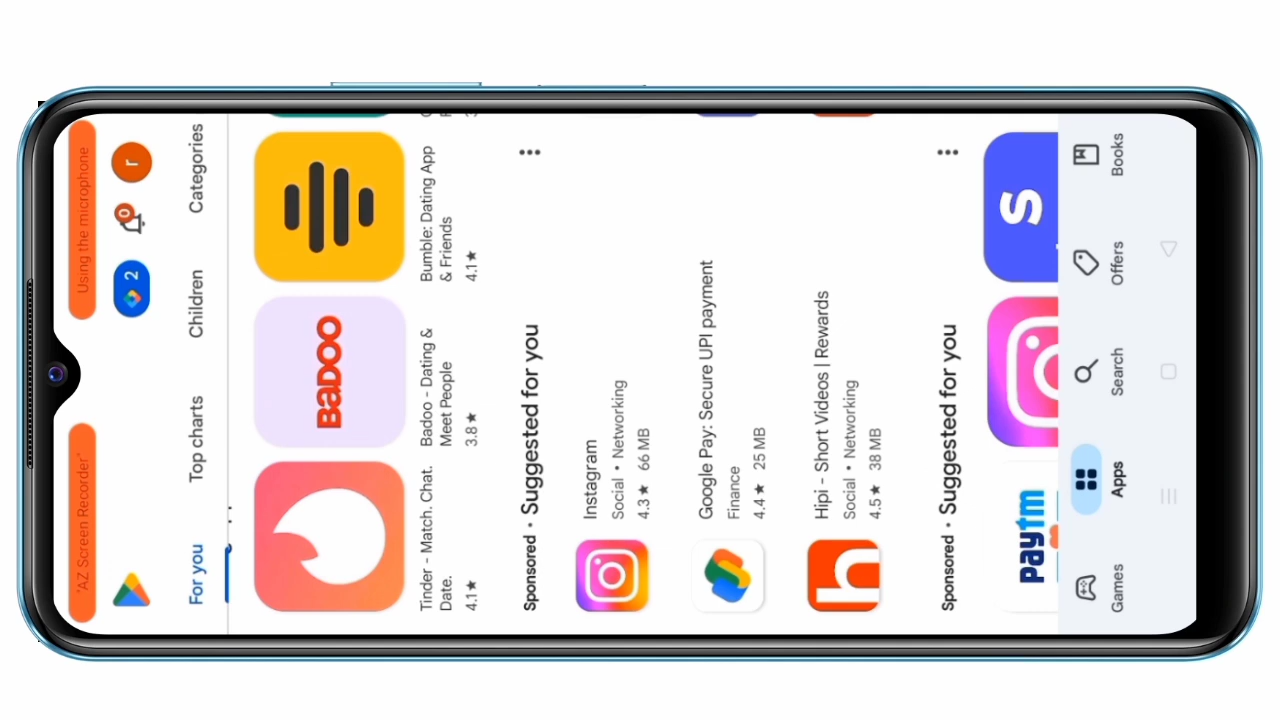 "AZ Screen Recorder"
Using the microphone
2
0
r
For you
Top charts
Children
Categories
BaDOO
Tinder – Match. Chat.
Date.
4.1★
Badoo - Dating &
Meet People
3.8★
Bumble: Dating App
& Friends
4.1★
Sponsored • Suggested for you
Instagram
Social • Networking
4.3★ 66 MB
Google Pay: Secure UPI payment
Finance
4.4★ 25 MB
h
Hipi - Short Videos | Rewards
Social • Networking
4.5★ 38 MB
Sponsored • Suggested for you
paytm
S
Games
Apps
Search
Offers
Books